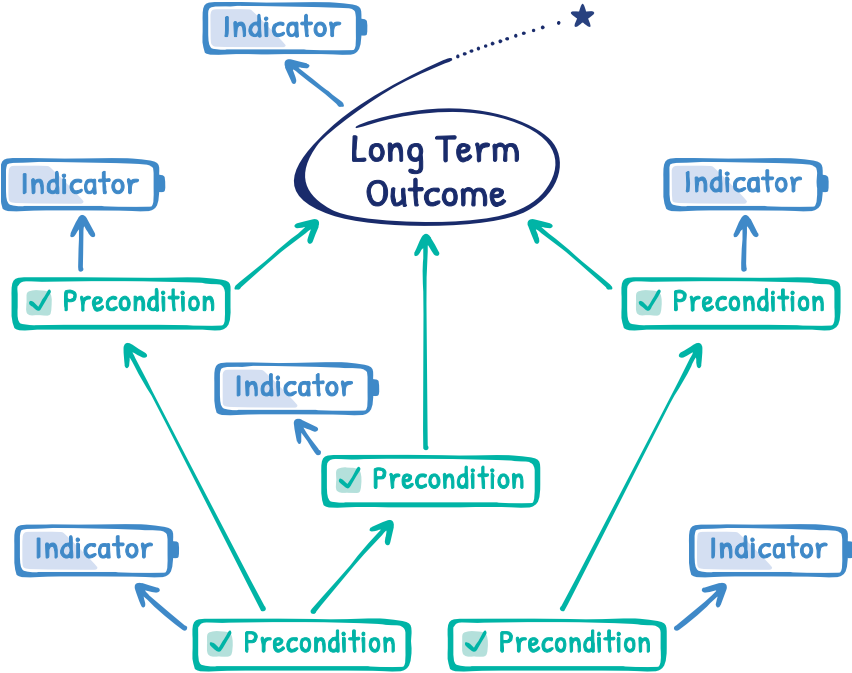 Indicator
Long Term
Outcome
Indicator
Indicator
Precondition
Precondition
Indicator
Precondition
Indicator
Indicator
Precondition
Precondition